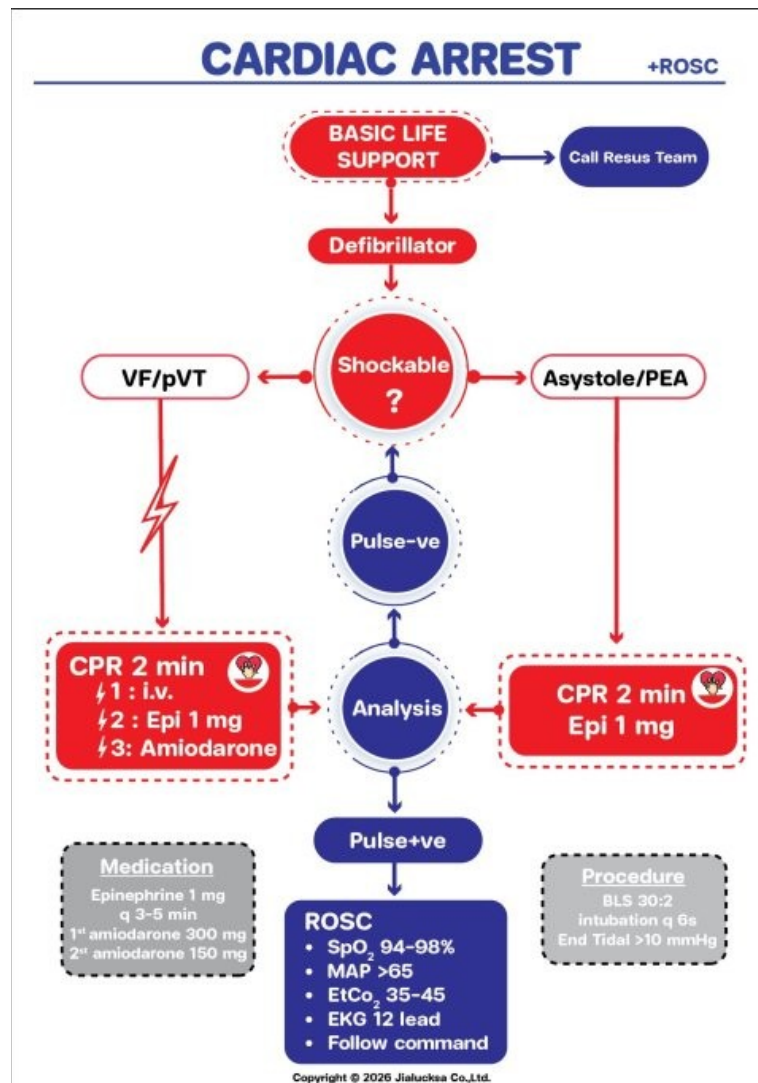 CARDIAC ARREST
+ROSC
BASIC LIFE
SUPPORT
Call Resus Team
Defibrillator
Shockable
?
VF/pVT
Asystole/PEA
Pulse-ve
CPR 2 min
1 : i.v.
2 : Epi 1 mg
3: Amiodarone
Analysis
CPR 2 min
Epi 1 mg
Pulse+ve
Medication
Epinephrine 1 mg
q 3-5 min
1st amiodarone 300 mg
2st amiodarone 150 mg
Procedure
BLS 30:2
intubation q 6s
End Tidal >10 mmHg
ROSC
• SpO2 94-98%
• MAP >65
• EtCo2 35-45
• EKG 12 lead
• Follow command
Copyright © 2026 Jialucksa Co.,Ltd.